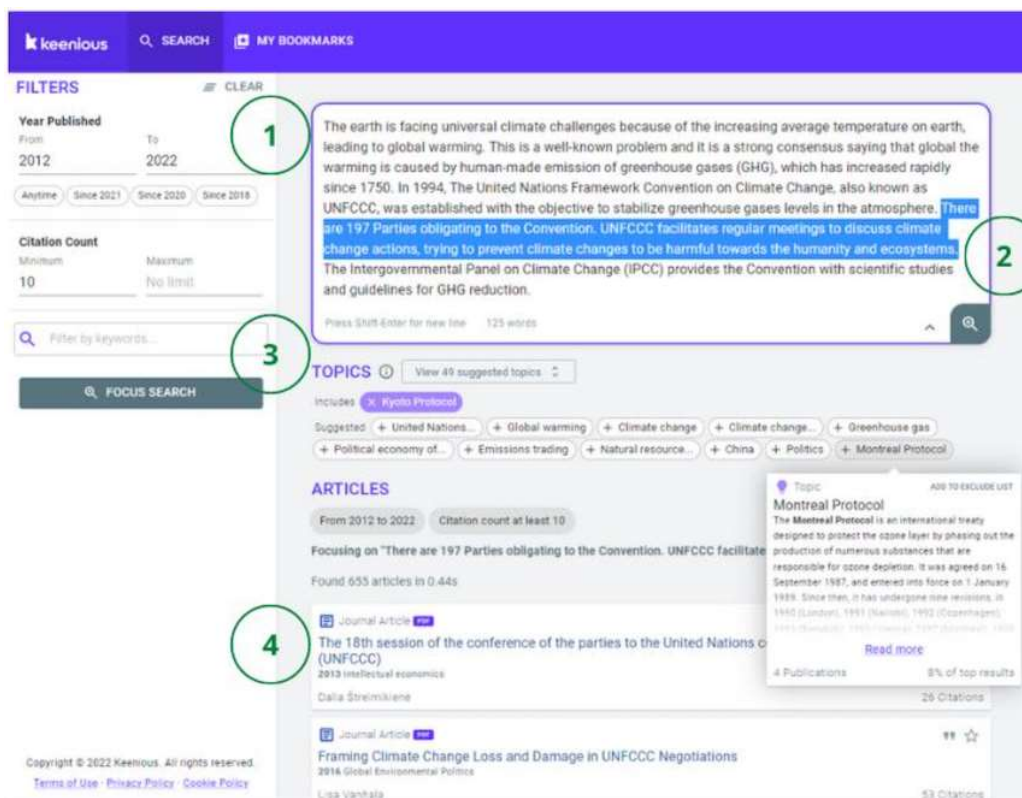 keenious
SEARCH
MY BOOKMARKS
FILTERS
CLEAR
Year Published
From To
2012 2022
Anytime Since 2021 Since 2020 Since 2018
Citation Count
Minimum Maximum
10 No limit
Filter by keywords...
FOCUS SEARCH
1
The earth is facing universal climate challenges because of the increasing average temperature on earth,
leading to global warming. This is a well-known problem and it is a strong consensus saying that global the
warming is caused by human-made emission of greenhouse gases (GHG), which has increased rapidly
since 1750. In 1994, The United Nations Framework Convention on Climate Change, also known as
UNFCCC, was established with the objective to stabilize greenhouse gases levels in the atmosphere. There
are 197 Parties obligating to the Convention. UNFCCC facilitates regular meetings to discuss climate
change actions, trying to prevent climate changes to be harmful towards the humanity and ecosystems.
The Intergovernmental Panel on Climate Change (IPCC) provides the Convention with scientific studies
and guidelines for GHG reduction.
2
Press Shift-Enter for new line 125 words
3
TOPICS View 49 suggested topics
Includes × Kyoto Protocol
Suggested + United Nations... + Global warming + Climate change + Climate change... + Greenhouse gas
+ Political economy of... + Emissions trading + Natural resource... + China + Politics + Montreal Protocol
ARTICLES
From 2012 to 2022 Citation count at least 10
Focusing on "There are 197 Parties obligating to the Convention. UNFCCC facilitate
Found 655 articles in 0.44s
4
Journal Article PDF
The 18th session of the conference of the parties to the United Nations c
(UNFCCC)
2013 Intellectual economics
Dalia Štreimikienė
26 Citations
Topic ADD TO EXCLUDE LIST
Montreal Protocol
The Montreal Protocol is an international treaty
designed to protect the ozone layer by phasing out the
production of numerous substances that are
responsible for ozone depletion. It was agreed on 16
September 1987, and entered into force on 1 January
1989. Since then, it has undergone nine revisions, in
1990 (London), 1991 (Nairobi), 1992 (Copenhagen),
Read more
4 Publications 8% of top results
Journal Article PDF
Framing Climate Change Loss and Damage in UNFCCC Negotiations
2016 Global Environmental Politics
Lisa Vanhala
53 Citations
Copyright © 2022 Keenious. All rights reserved.
Terms of Use · Privacy Policy · Cookie Policy